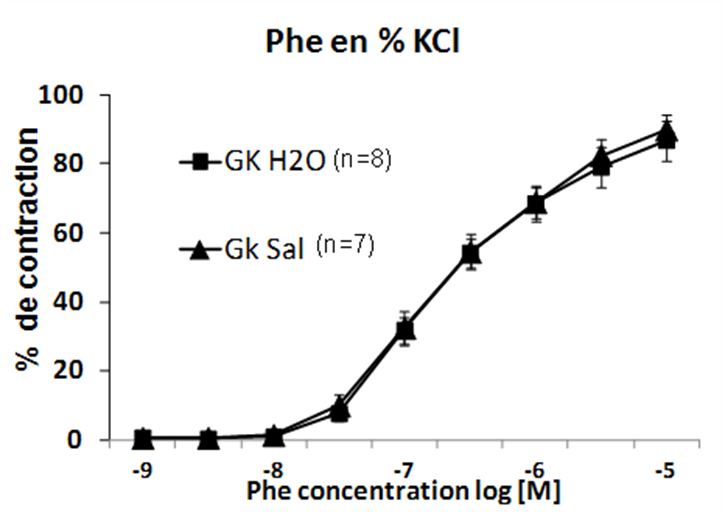 Phe en % KCl
% de contraction
100
80
60
40
20
0
GK H2O (n=8)
Gk Sal (n=7)
-9 -8 -7 -6 -5
Phe concentration log [M]